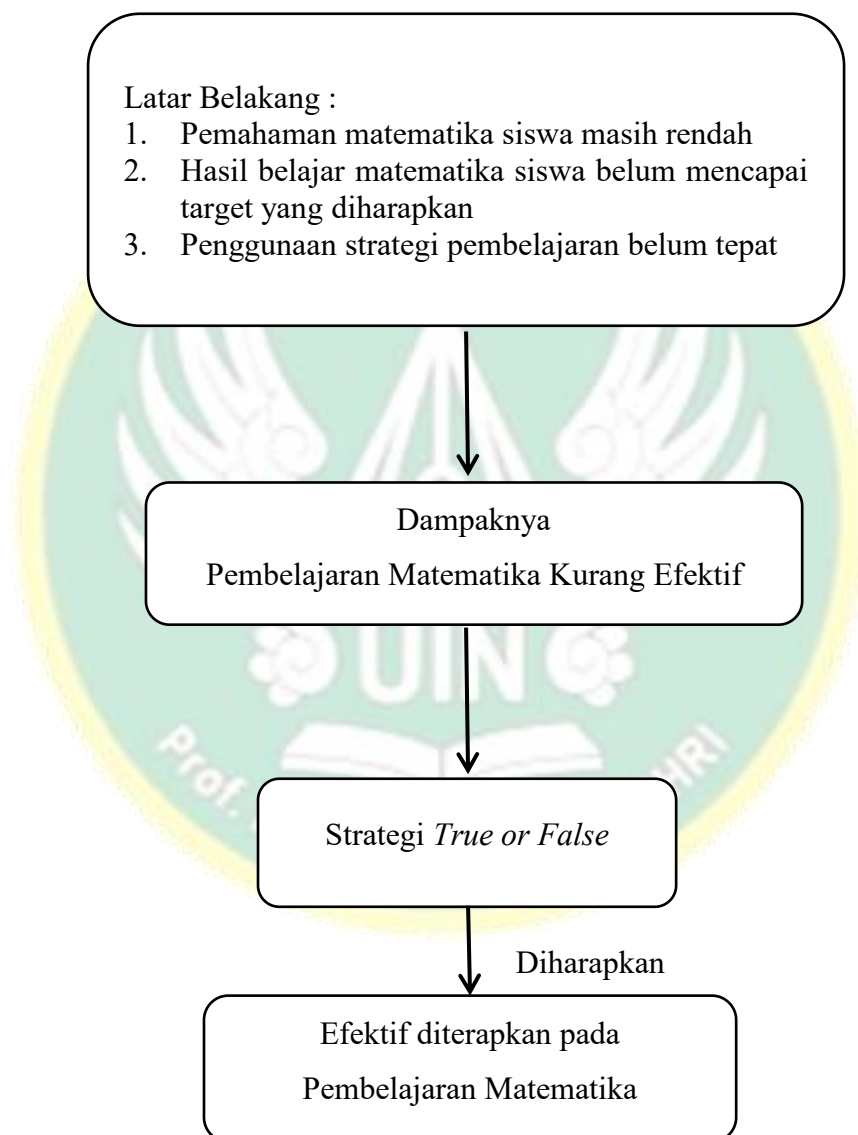 Latar Belakang :
1. Pemahaman matematika siswa masih rendah
2. Hasil belajar matematika siswa belum mencapai
target yang diharapkan
3. Penggunaan strategi pembelajaran belum tepat
Dampaknya
Pembelajaran Matematika Kurang Efektif
UIN
Prof.
Strategi True or False
Diharapkan
Efektif diterapkan pada
Pembelajaran Matematika